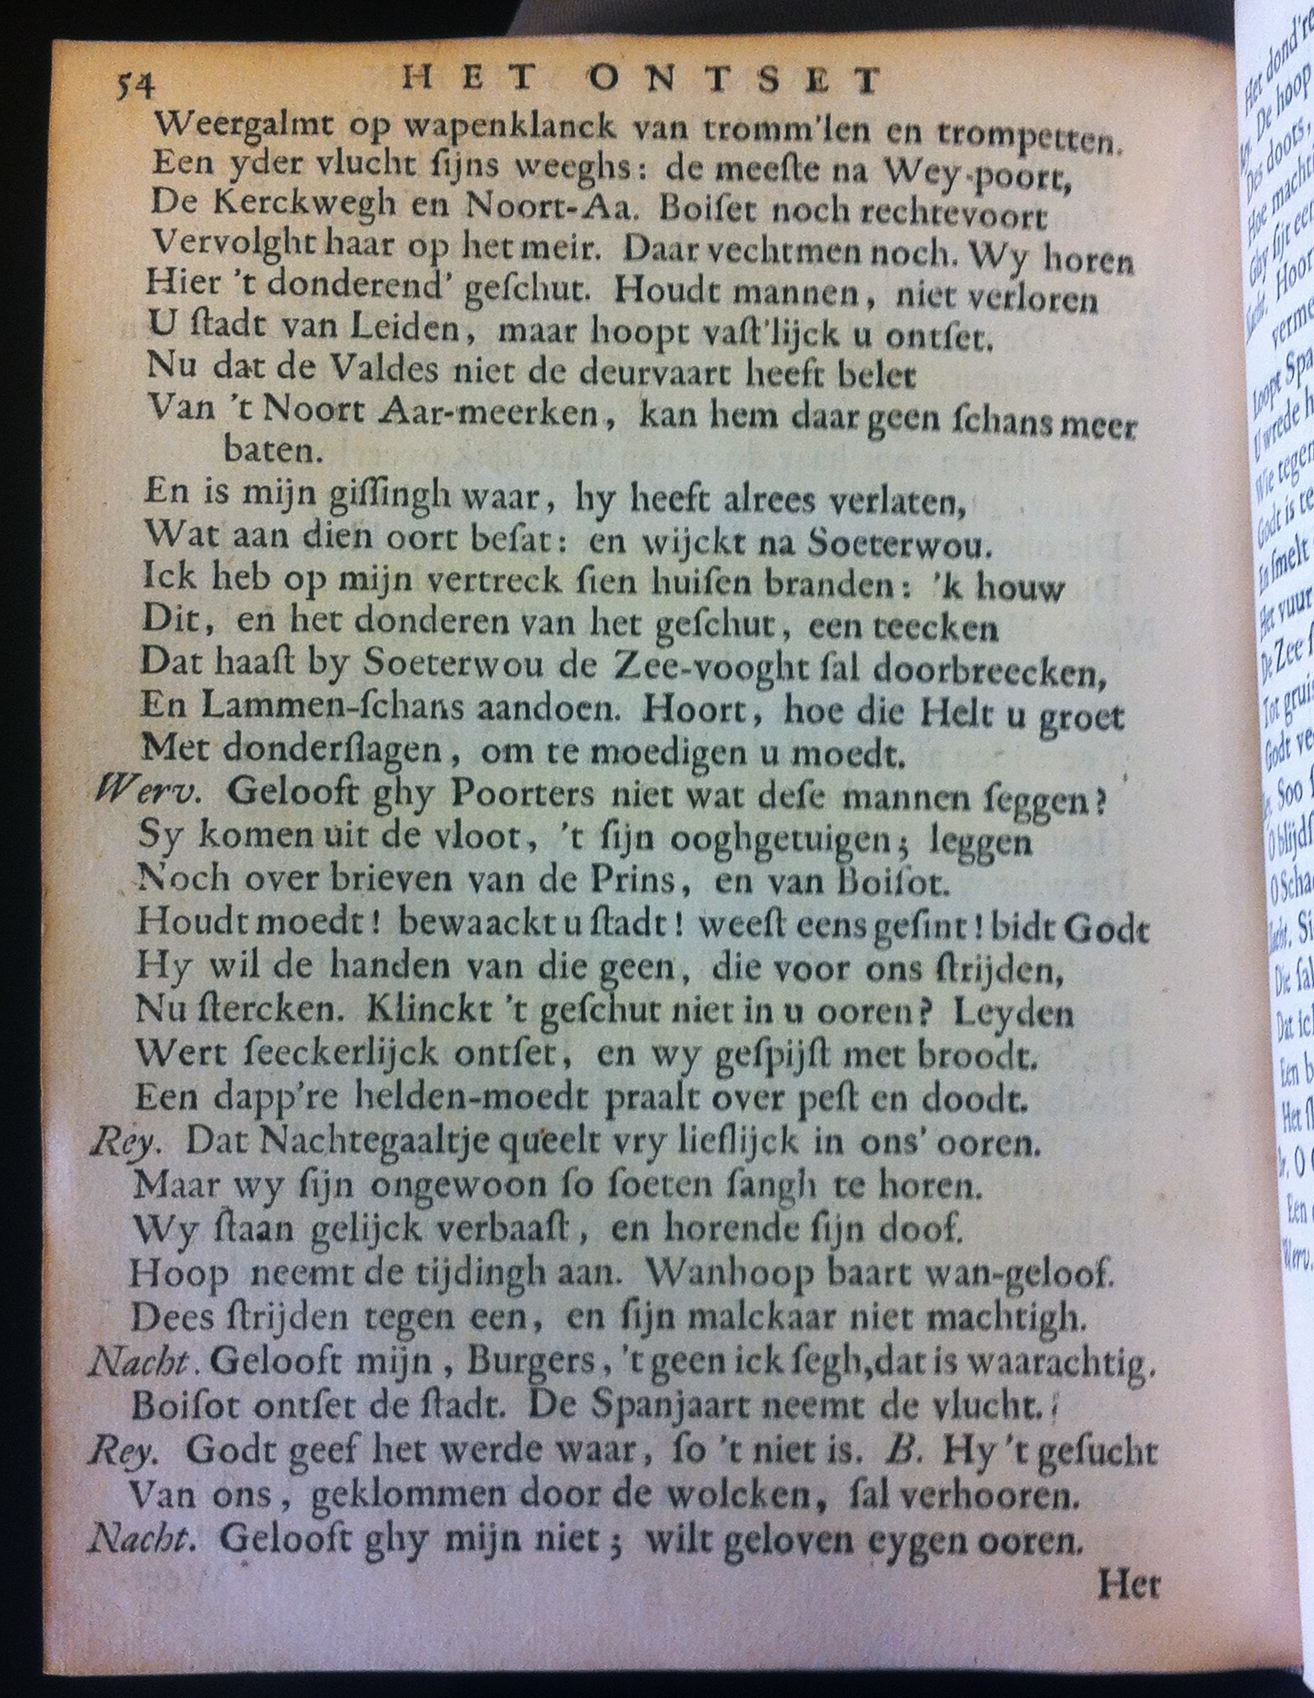 54 HET ONTSET
Weergalmt op wapenklanck van tromm'len en trompetten.
Een yder vlucht ſijns weeghs: de meeſte na Wey-poort,
De Kerckwegh en Noort-Aa. Boiſet noch rechtevoort
Vervolght haar op het meir. Daar vechtmen noch. Wy horen
Hier 't donderend' geſchut. Houdt mannen, niet verloren
U ſtadt van Leiden, maar hoopt vaſt'lijck u ontſet.
Nu dat de Valdes niet de deurvaart heeft belet
Van 't Noort Aar-meerken, kan hem daar geen ſchans meer
baten.
En is mijn giſſingh waar, hy heeft alrees verlaten,
Wat aan dien oort beſat: en wijckt na Soeterwou.
Ick heb op mijn vertreck ſien huiſen branden: 'k houw
Dit, en het donderen van het geſchut, een teecken
Dat haaſt by Soeterwou de Zee-vooght ſal doorbreecken,
En Lammen-ſchans aandoen. Hoort, hoe die Helt u groet
Met donderſlagen, om te moedigen u moedt.
Werv. Gelooft ghy Poorters niet wat deſe mannen ſeggen?
Sy komen uit de vloot, 't ſijn ooghgetuigen; leggen
Noch over brieven van de Prins, en van Boiſot.
Houdt moedt! bewaackt u ſtadt! weeſt eens geſint! bidt Godt
Hy wil de handen van die geen, die voor ons ſtrijden,
Nu ſtercken. Klinckt 't geſchut niet in u ooren? Leyden
Wert ſeeckerlijck ontſet, en wy geſpijſt met broodt.
Een dapp're helden-moedt praalt over peſt en doodt.
Rey. Dat Nachtegaaltje queelt vry lieflijck in ons' ooren.
Maar wy ſijn ongewoon ſo ſoeten ſangh te horen.
Wy ſtaan gelijck verbaaſt, en horende ſijn doof.
Hoop neemt de tijdingh aan. Wanhoop baart wan-geloof.
Dees ſtrijden tegen een, en ſijn malckaar niet machtigh.
Nacht. Gelooft mijn, Burgers, 't geen ick ſegh, dat is waarachtig.
Boiſot ontſet de ſtadt. De Spanjaart neemt de vlucht.
Rey. Godt geef het werde waar, ſo 't niet is. B. Hy 't geſucht
Van ons, geklommen door de wolcken, ſal verhooren.
Nacht. Gelooft ghy mijn niet; wilt geloven eygen ooren.
Het